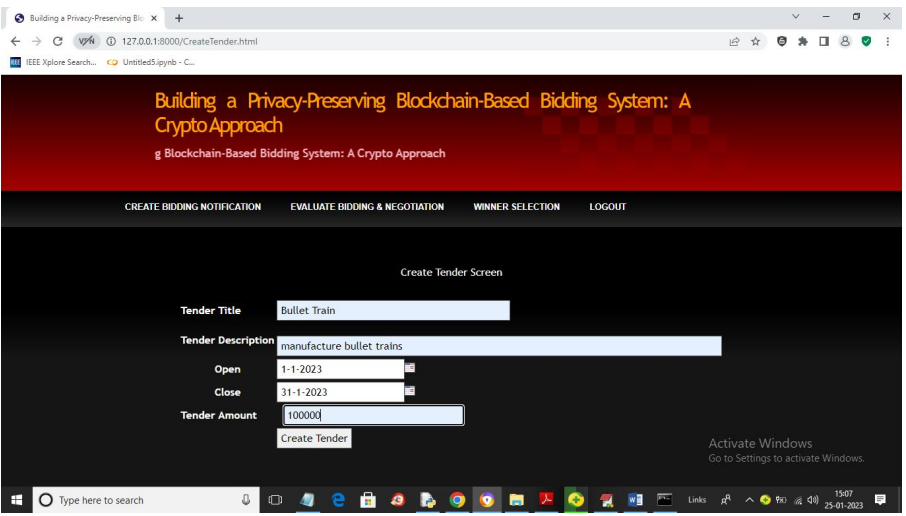 Building a Privacy-Preserving Blo
127.0.0.1:8000/CreateTender.html
IEEE IEEE Xplore Search... CO Untitled5.ipynb - C...
Building a Privacy-Preserving Blockchain-Based Bidding System: A
Crypto Approach
g Blockchain-Based Bidding System: A Crypto Approach
CREATE BIDDING NOTIFICATION EVALUATE BIDDING & NEGOTIATION WINNER SELECTION LOGOUT
Create Tender Screen
Tender Title Bullet Train
Tender Description manufacture bullet trains
Open 1-1-2023
Close 31-1-2023
Tender Amount 100000
Create Tender
Activate Windows
Go to Settings to activate Windows.
Type here to search Links 15:07
25-01-2023